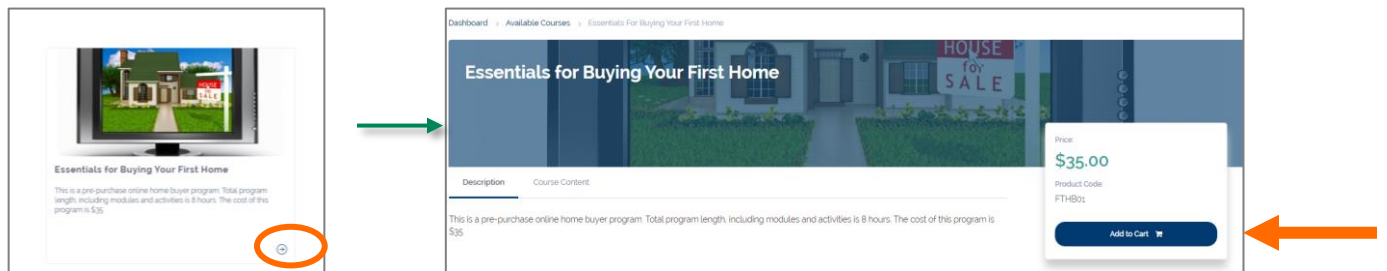 HOUSE
SALE
Essentials for Buying Your First Home
This is a pre-purchase online home buyer program. Total program
length, including modules and activities is 8 hours. The cost of this
program is $35
Dashboard > Available Courses > Essentials For Buying Your First Home
Essentials for Buying Your First Home
HOUSE
for
SALE
Price:
$35.00
Product Code:
FTHB01
Add to Cart
Description Course Content
This is a pre-purchase online home buyer program. Total program length, including modules and activities is 8 hours. The cost of this program is
$35